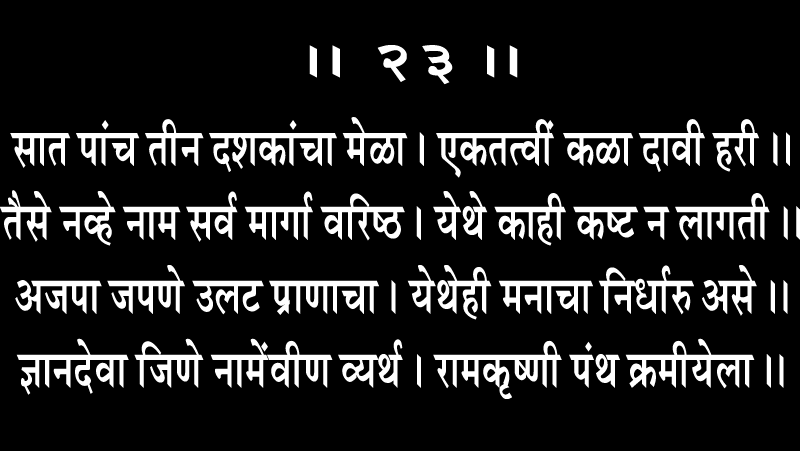 ।। २३ ।।
सात पांच तीन दशकांचा मेळा । एकतत्वीं कळा दावी हरी ।।
तैसे नव्हे नाम सर्व मार्गा वरिष्ठ । येथे काही कष्ट न लागती ।।
अजपा जपणे उलट प्राणाचा । येथेही मनाचा निर्धारु असे ।।
ज्ञानदेवा जिणे नामेंवीण व्यर्थ । रामकृष्णी पंथ क्रमीयेला ।।